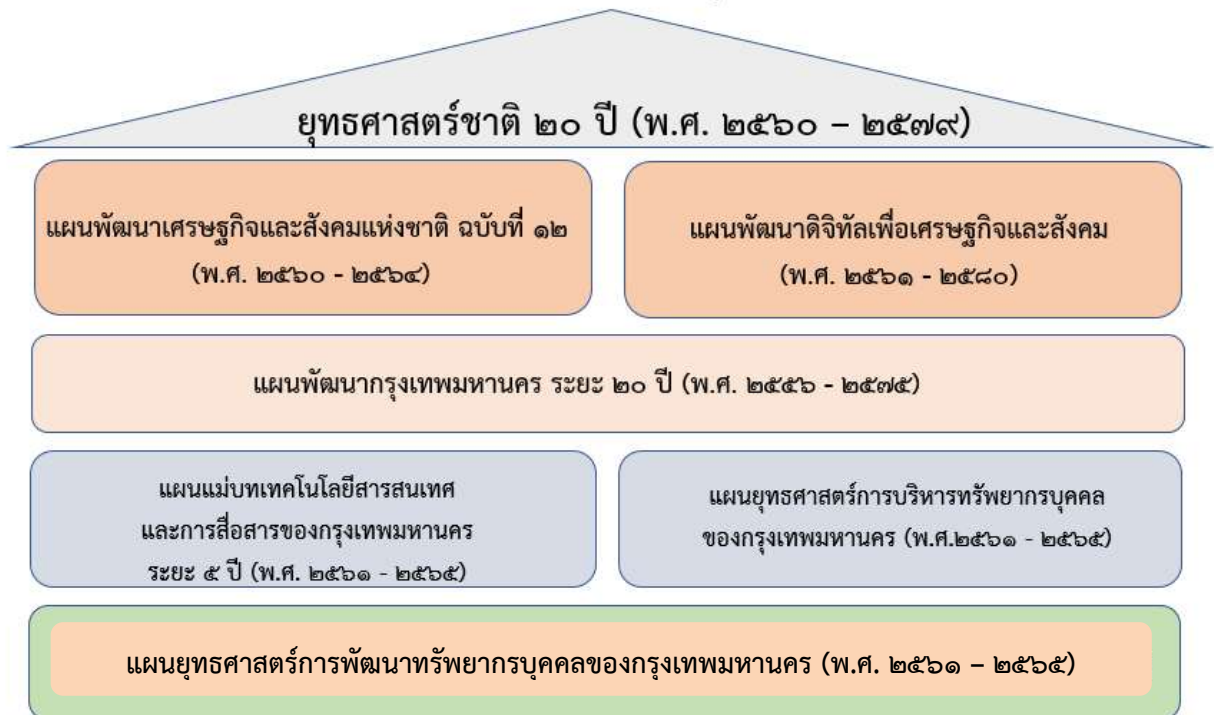 ยุทธศาสตร์ชาติ ๒๐ ปี (พ.ศ. ๒๕๖๐ – ๒๕๗๙)
แผนพัฒนาเศรษฐกิจและสังคมแห่งชาติ ฉบับที่ ๑๒
(พ.ศ. ๒๕๖๐ - ๒๕๖๔)
แผนพัฒนาดิจิทัลเพื่อเศรษฐกิจและสังคม
(พ.ศ. ๒๕๖๑ - ๒๕๘๐)
แผนพัฒนากรุงเทพมหานคร ระยะ ๒๐ ปี (พ.ศ. ๒๕๕๖ - ๒๕๗๕)
แผนแม่บทเทคโนโลยีสารสนเทศ
และการสื่อสารของกรุงเทพมหานคร
ระยะ ๕ ปี (พ.ศ. ๒๕๖๑ - ๒๕๖๕)
แผนยุทธศาสตร์การบริหารทรัพยากรบุคคล
ของกรุงเทพมหานคร (พ.ศ.๒๕๖๑ - ๒๕๖๕)
แผนยุทธศาสตร์การพัฒนาทรัพยากรบุคคลของกรุงเทพมหานคร (พ.ศ. ๒๕๖๑ – ๒๕๖๕)